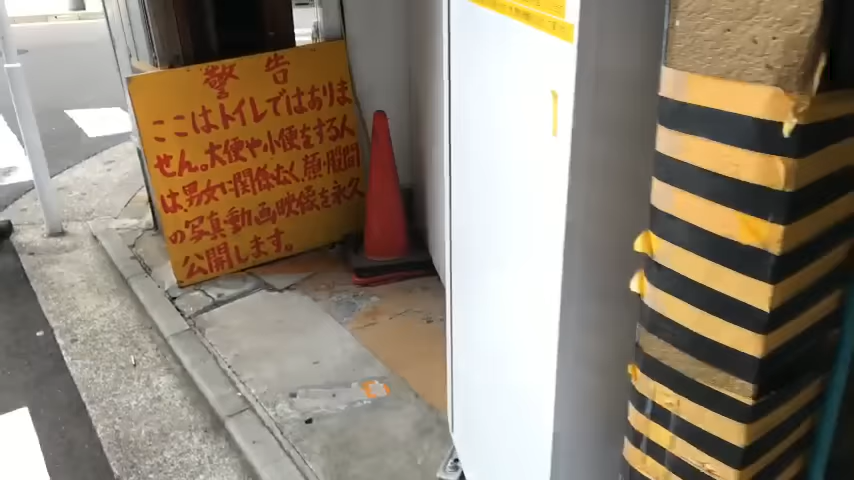 警告
ここはトイレではありま
せん。大便や小便をする人
は、男女に関係なく、顔・股間
の写真・動画・映像を永久
公開します。